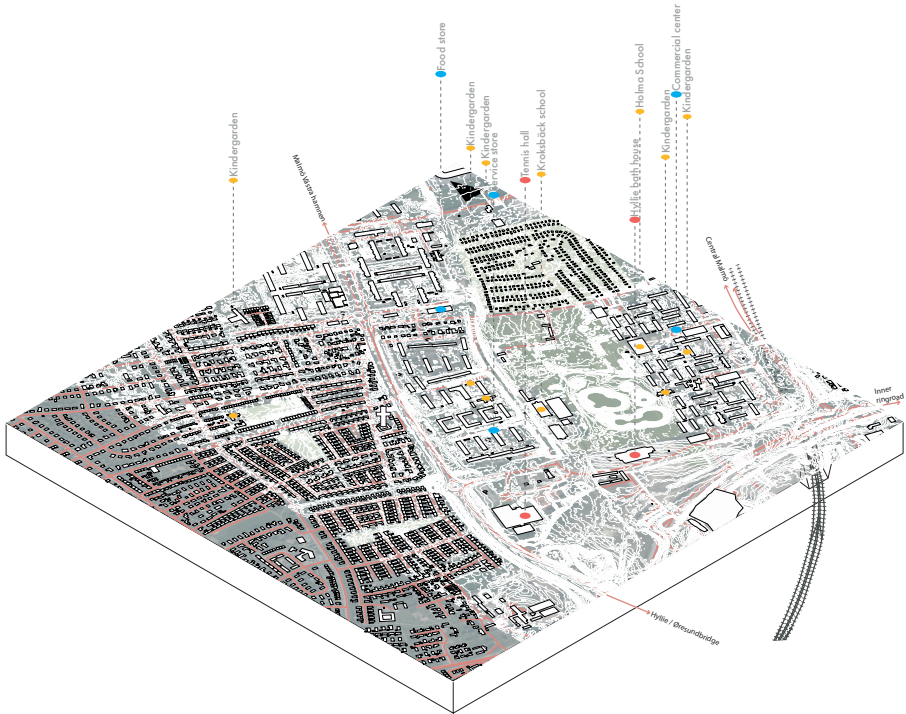 Kindergarden
Malmö Västra hamnen
Food store
Kindergarden
Kindergarden
Service store
Tennis hall
Kroksbäck school
Hyllie bath house
Holma School
Kindergarden
Commercial center
Kindergarden
Central Malmö
Inner
ringroad
Hyllie / Øresundbridge